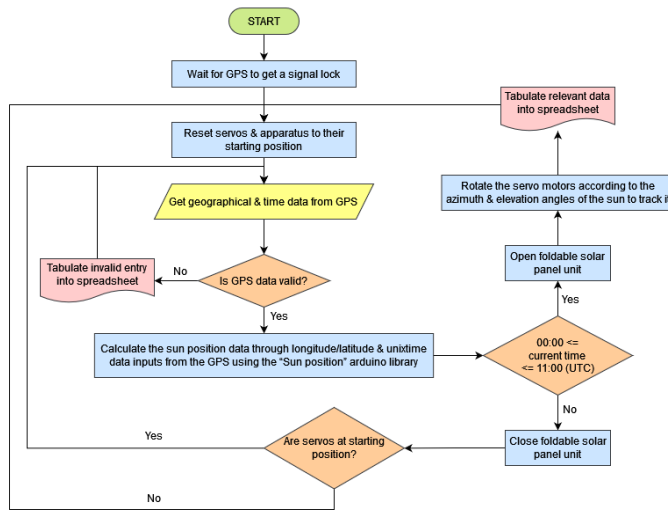 START
Wait for GPS to get a signal lock
Tabulate relevant data
into spreadsheet
Reset servos & apparatus to their
starting position
Get geographical & time data from GPS
Rotate the servo motors according to the
azimuth & elevation angles of the sun to track it
Tabulate invalid entry
into spreadsheet
No
Is GPS data valid?
Open foldable solar
panel unit
Yes
Yes
Calculate the sun position data through longitude/latitude & unixtime
data inputs from the GPS using the "Sun position" arduino library
00:00 <=
current time
<= 11:00 (UTC)
No
Yes
Are servos at starting
position?
Close foldable solar
panel unit
No